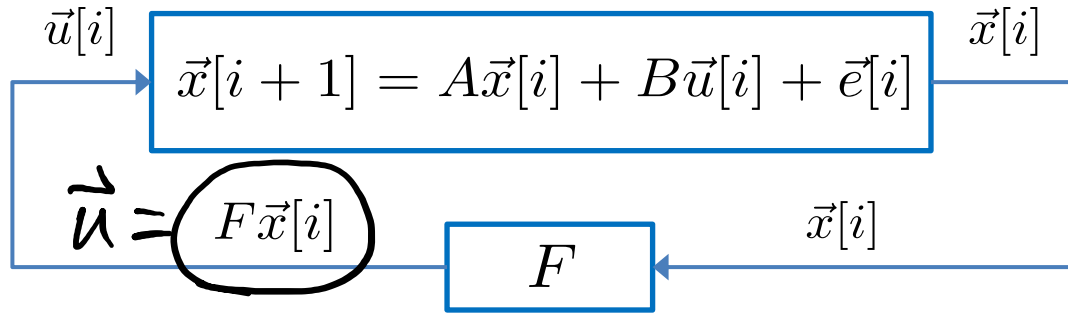 u⃗[i]
x⃗[i]
x⃗[i + 1] = Ax⃗[i] + Bu⃗[i] + e⃗[i]
u⃗ = Fx⃗[i]
x⃗[i]
F